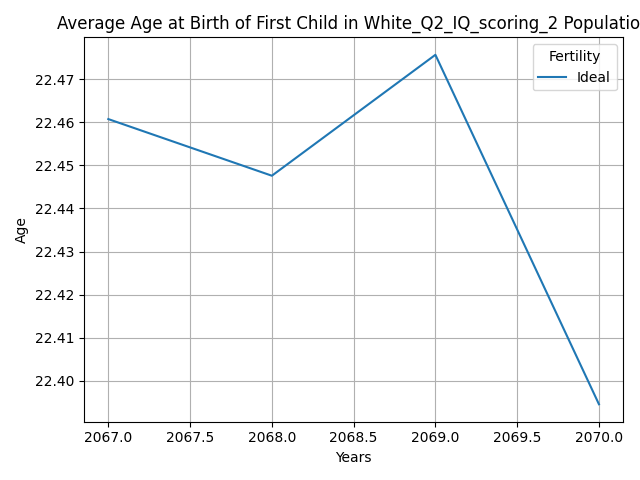 Average Age at Birth of First Child in White_Q2_IQ_scoring_2 Populatio
Fertility
Ideal
22.47
22.46
22.45
22.44
22.43
22.42
22.41
22.40
Age
2067.0 2067.5 2068.0 2068.5 2069.0 2069.5 2070.0
Years